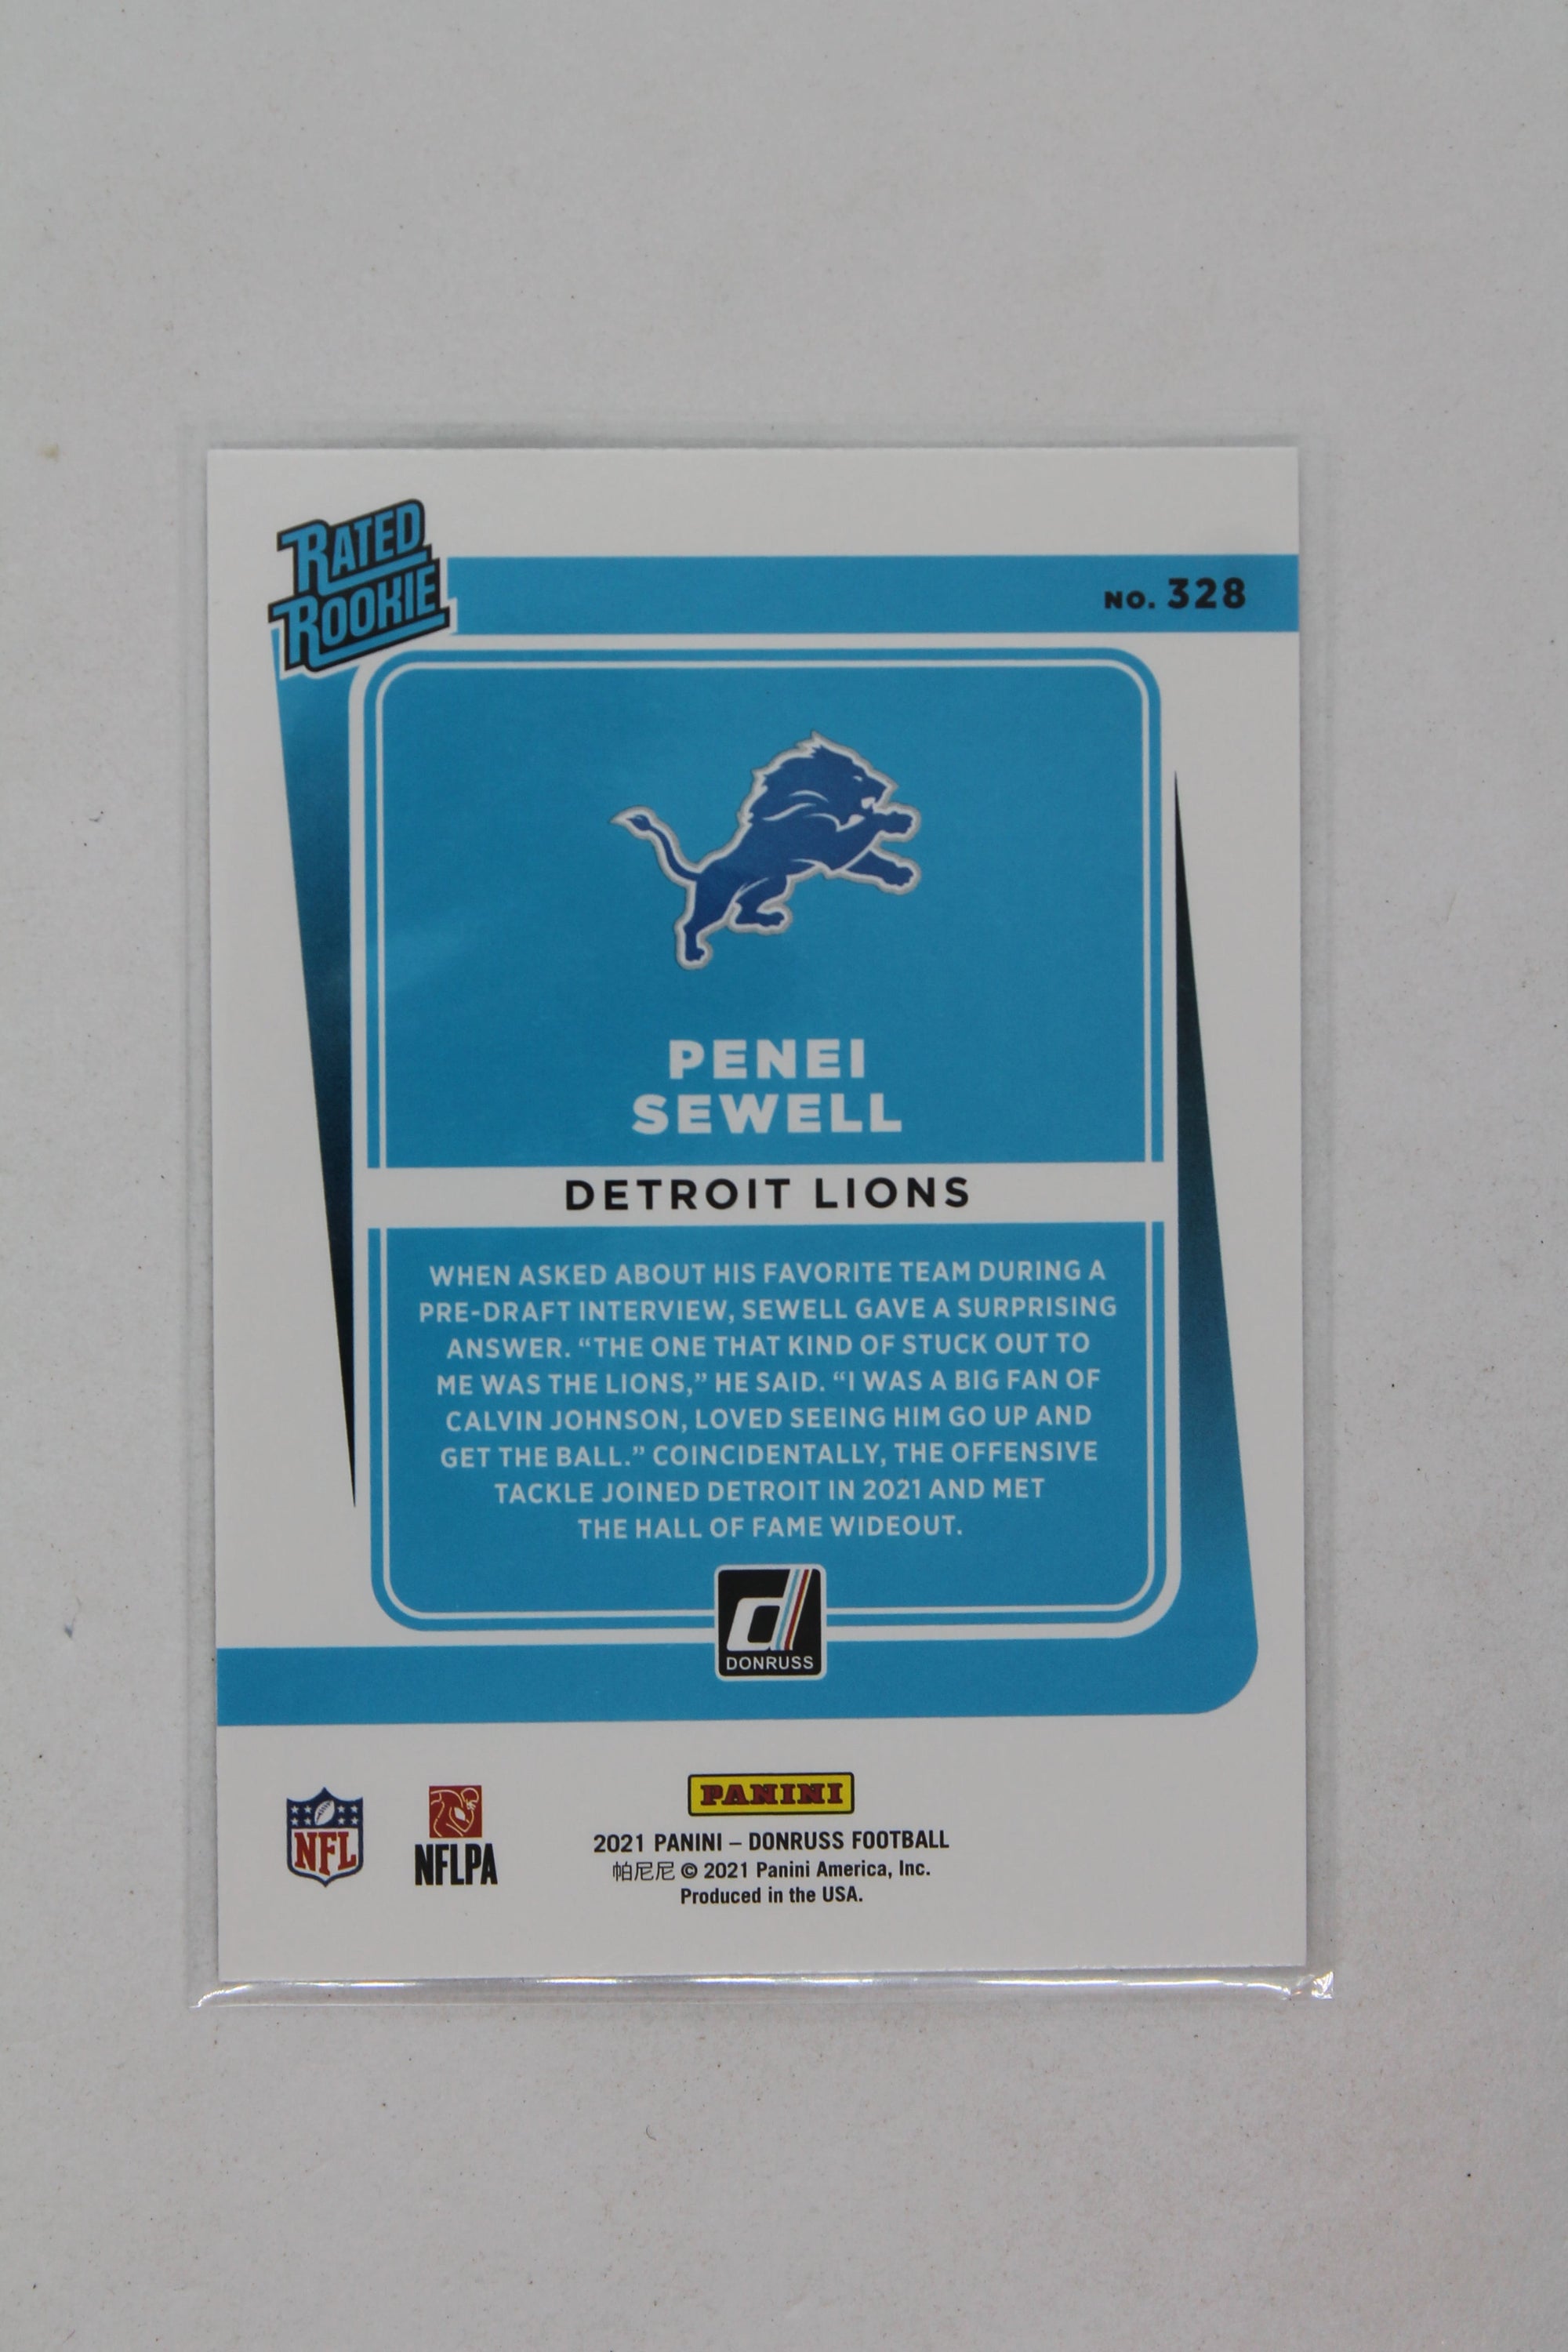 RATED
ROOKIE
NO. 328
PENEI
SEWELL
DETROIT LIONS
WHEN ASKED ABOUT HIS FAVORITE TEAM DURING A
PRE-DRAFT INTERVIEW, SEWELL GAVE A SURPRISING
ANSWER. “THE ONE THAT KIND OF STUCK OUT TO
ME WAS THE LIONS,” HE SAID. “I WAS A BIG FAN OF
CALVIN JOHNSON, LOVED SEEING HIM GO UP AND
GET THE BALL.” COINCIDENTALLY, THE OFFENSIVE
TACKLE JOINED DETROIT IN 2021 AND MET
THE HALL OF FAME WIDEOUT.
d
DONRUSS
NFL
NFLPA
PANINI
2021 PANINI – DONRUSS FOOTBALL
帕尼尼 © 2021 Panini America, Inc.
Produced in the USA.